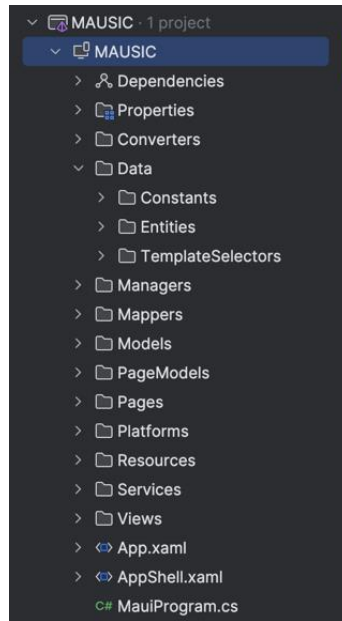 MAUSIC · 1 project
MAUSIC
Dependencies
Properties
Converters
Data
Constants
Entities
TemplateSelectors
Managers
Mappers
Models
PageModels
Pages
Platforms
Resources
Services
Views
App.xaml
AppShell.xaml
C# MauiProgram.cs